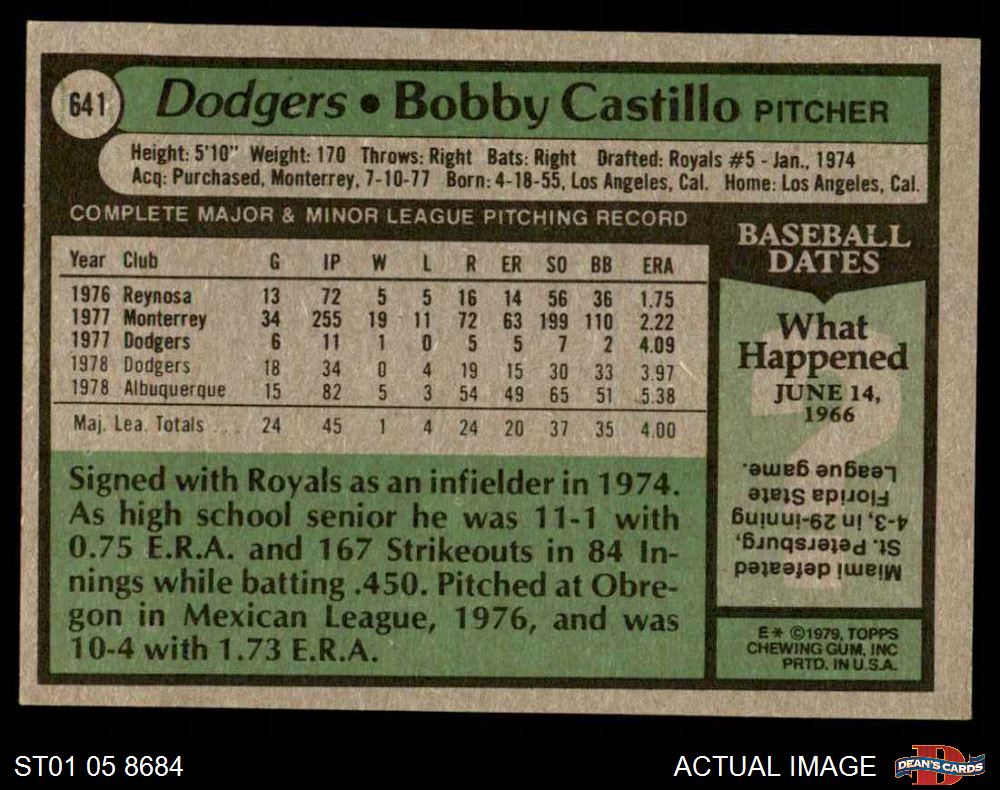 641 Dodgers • Bobby Castillo PITCHER
Height: 5'10" Weight: 170 Throws: Right Bats: Right Drafted: Royals #5 - Jan., 1974
Acq: Purchased, Monterrey, 7-10-77 Born: 4-18-55, Los Angeles, Cal. Home: Los Angeles, Cal.
COMPLETE MAJOR & MINOR LEAGUE PITCHING RECORD
Year Club G IP W L R ER SO BB ERA
1976 Reynosa 13 72 5 5 16 14 56 36 1.75
1977 Monterrey 34 255 19 11 72 63 199 110 2.22
1977 Dodgers 6 11 1 0 5 5 7 2 4.09
1978 Dodgers 18 34 0 4 19 15 30 33 3.97
1978 Albuquerque 15 82 5 3 54 49 65 51 5.38
Maj. Lea. Totals ... 24 45 1 4 24 20 37 35 4.00
Signed with Royals as an infielder in 1974.
As high school senior he was 11-1 with
0.75 E.R.A. and 167 Strikeouts in 84 In-
nings while batting .450. Pitched at Obre-
gon in Mexican League, 1976, and was
10-4 with 1.73 E.R.A.
BASEBALL
DATES
What
Happened
JUNE 14,
1966
Miami defeated
St. Petersburg,
4-3, in 29-inning
Florida State
League game.
E* ©1979, TOPPS
CHEWING GUM, INC
PRTD. IN U.S.A.
ST01 05 8684
ACTUAL IMAGE
DEAN'S CARDS